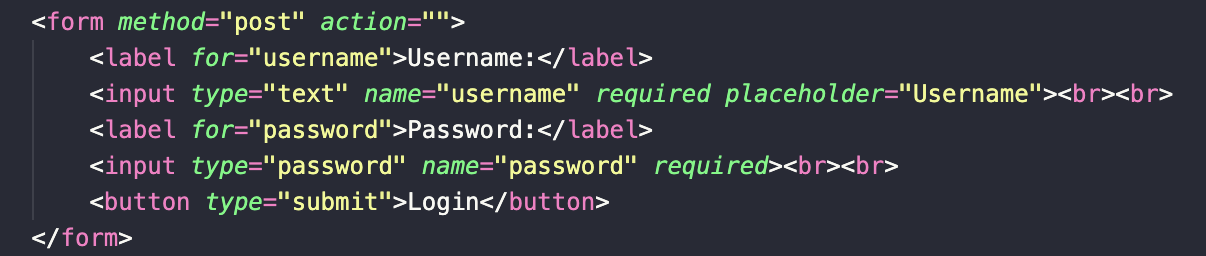 <form method="post" action="">
<label for="username">Username:</label>
<input type="text" name="username" required placeholder="Username"><br><br>
<label for="password">Password:</label>
<input type="password" name="password" required><br><br>
<button type="submit">Login</button>
</form>